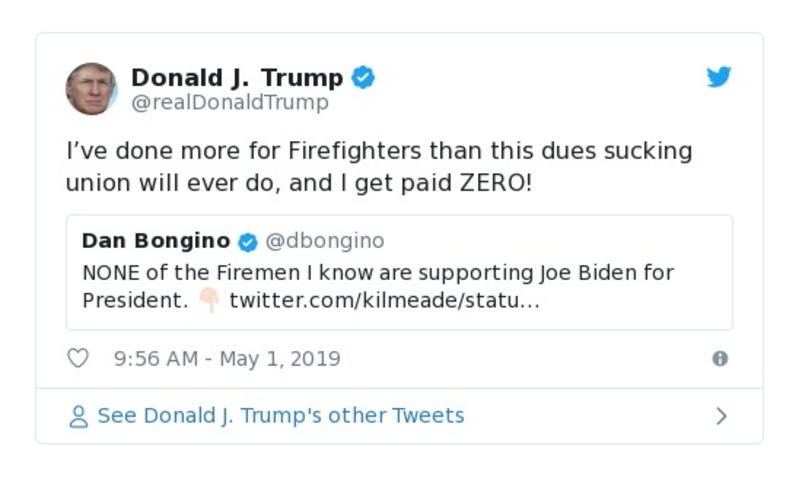 Donald J. Trump
@realDonaldTrump
I’ve done more for Firefighters than this dues sucking
union will ever do, and I get paid ZERO!
Dan Bongino @dbongino
NONE of the Firemen I know are supporting Joe Biden for
President. 👇🏻 twitter.com/kilmeade/statu…
9:56 AM - May 1, 2019
See Donald J. Trump's other Tweets